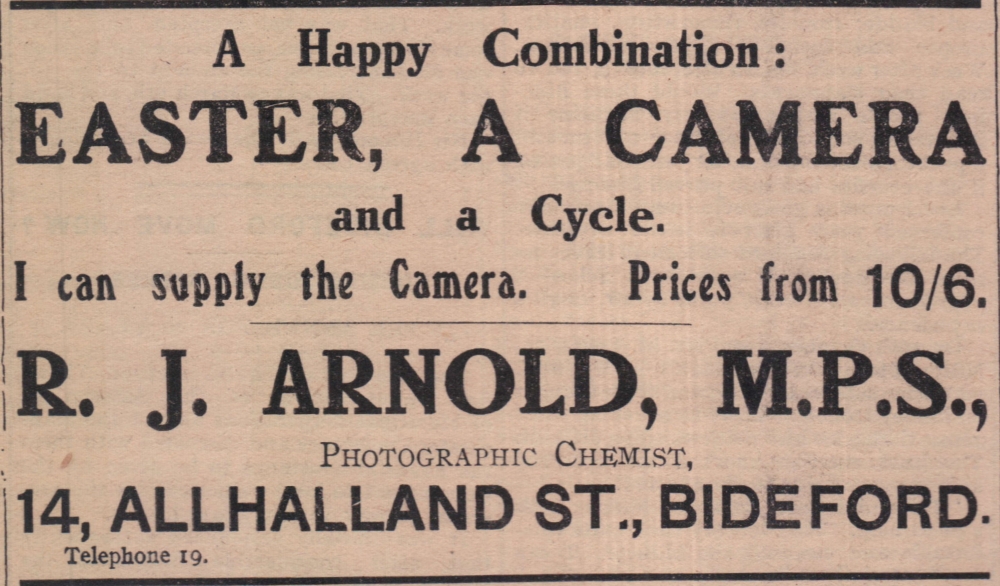 A Happy Combination:
EASTER, A CAMERA
and a Cycle.
I can supply the Camera. Prices from 10/6.
R. J. ARNOLD, M.P.S.,
PHOTOGRAPHIC CHEMIST,
14, ALLHALLAND ST., BIDEFORD.
Telephone 19.